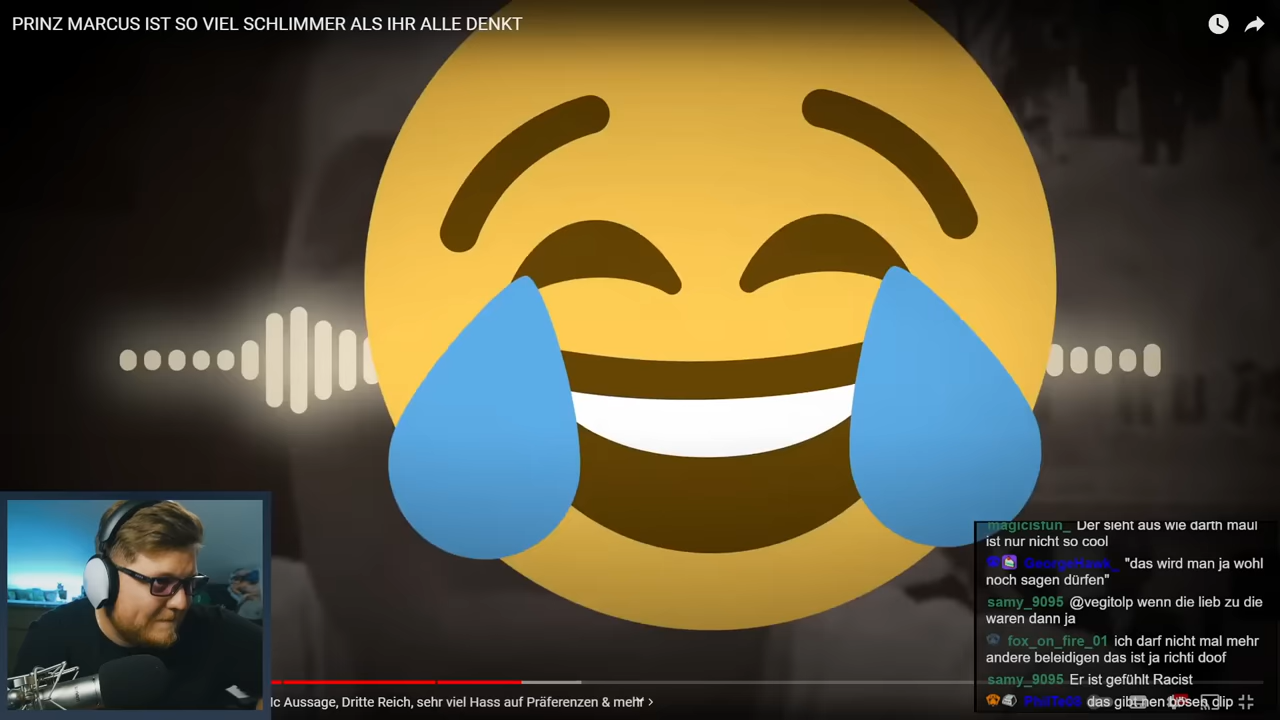 PRINZ MARCUS IST SO VIEL SCHLIMMER ALS IHR ALLE DENKT
magicisfun_ Der sieht aus wie darth maul
ist nur nicht so cool
GeorgeHawk_ "das wird man ja wohl
noch sagen dürfen"
samy_9095 @vegitolp wenn die lieb zu die
waren dann ja
fox_on_fire_01 ich darf nicht mal mehr
andere beleidigen das ist ja richti doof
samy_9095 Er ist gefühlt Racist
das gibt nen bösen clip
Aussage, Dritte Reich, sehr viel Hass auf Präferenzen & mehr